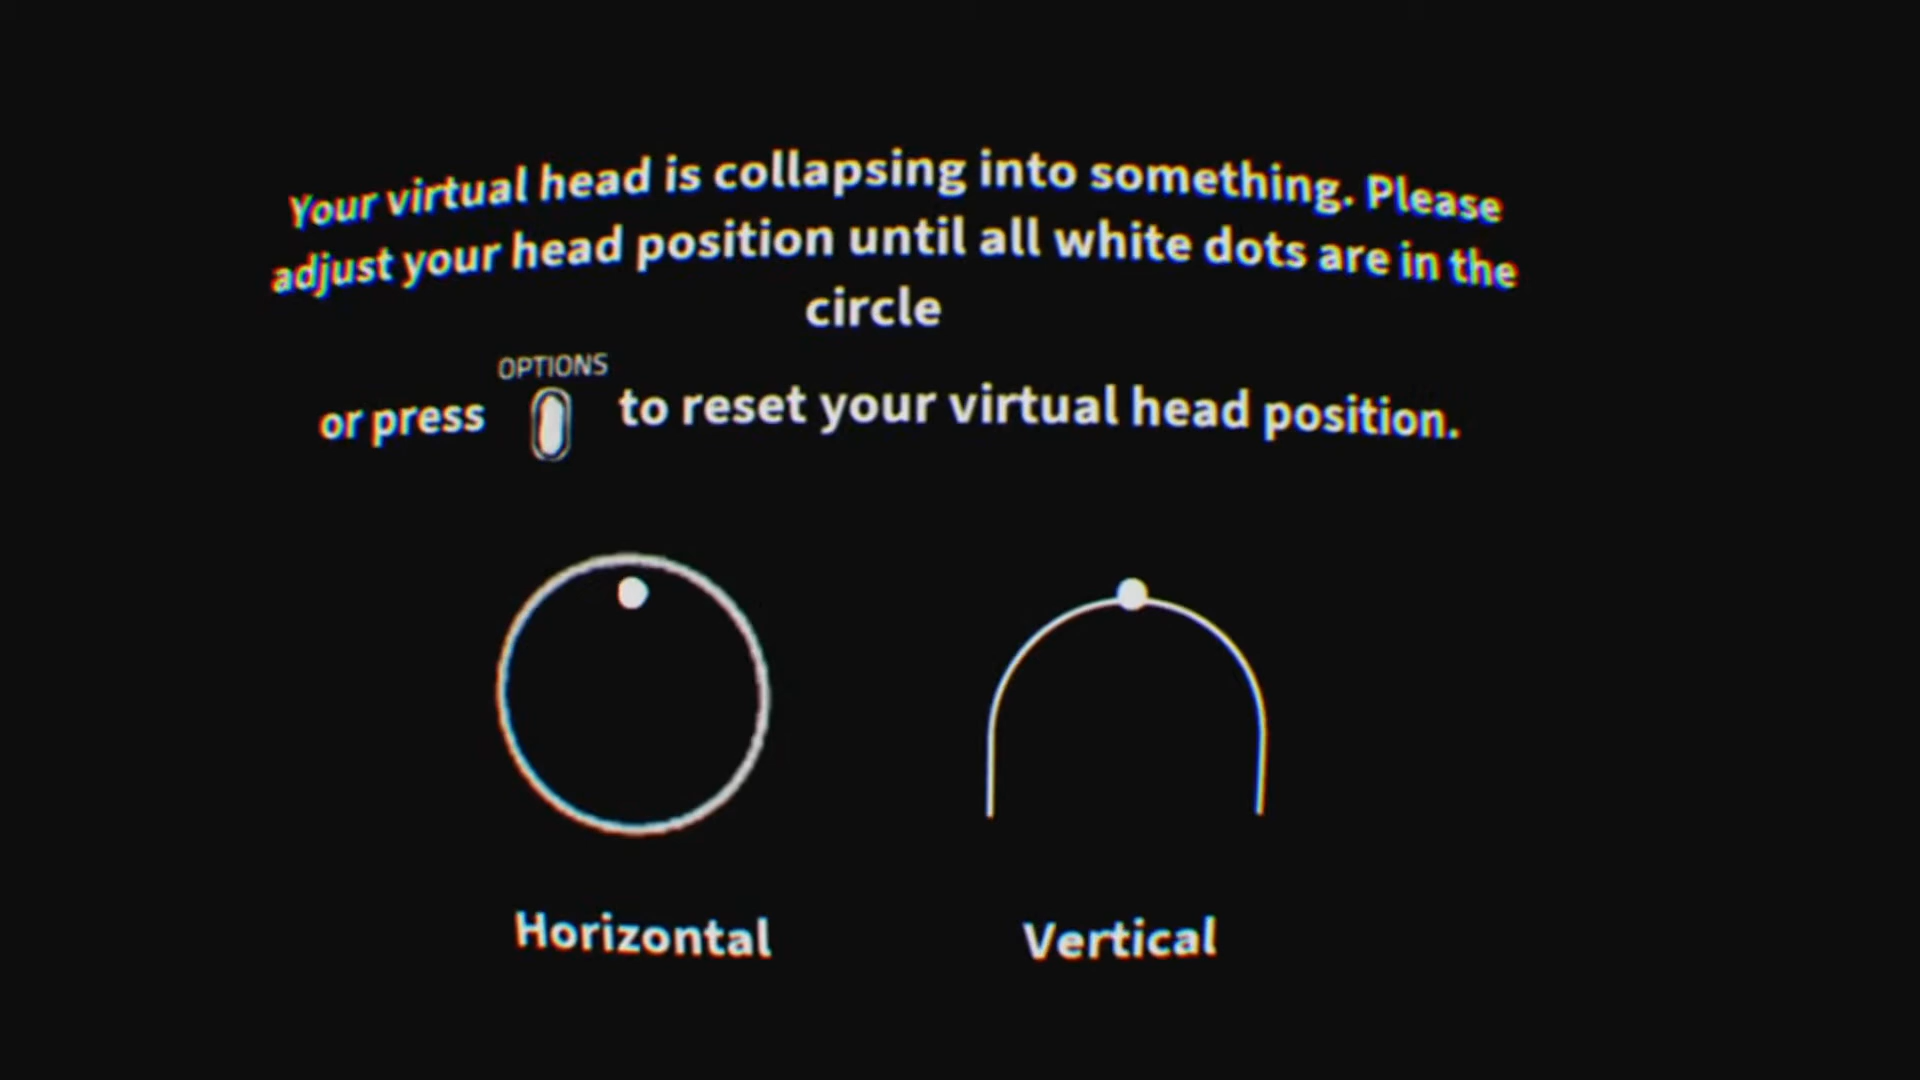 Your virtual head is collapsing into something. Please
adjust your head position until all white dots are in the
circle
OPTIONS
or press to reset your virtual head position.
Horizontal
Vertical